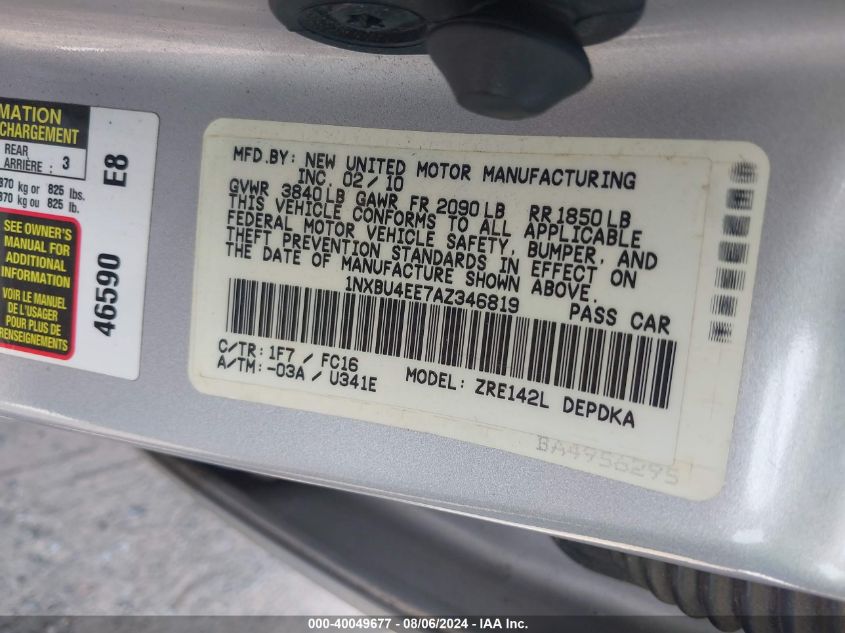 MATION
CHARGEMENT
REAR
ARRIÈRE : 3
370 kg or 825 lbs.
370 kg ou 825 lb.
SEE OWNER'S
MANUAL FOR
ADDITIONAL
INFORMATION
VOIR LE MANUEL
DE L'USAGER
POUR PLUS DE
RENSEIGNEMENTS
E8
46590
MFD.BY: NEW UNITED MOTOR MANUFACTURING
INC. 02/10
GVWR 3840LB GAWR FR 2090LB RR1850LB
THIS VEHICLE CONFORMS TO ALL APPLICABLE
FEDERAL MOTOR VEHICLE SAFETY, BUMPER, AND
THEFT PREVENTION STANDARDS IN EFFECT ON
THE DATE OF MANUFACTURE SHOWN ABOVE.
1NXBU4EE7AZ346819 PASS CAR
C/TR: 1F7 / FC16
A/TM: -03A / U341E MODEL: ZRE142L DEPDKA
BA4956295
000-40049677 - 08/06/2024 - IAA Inc.